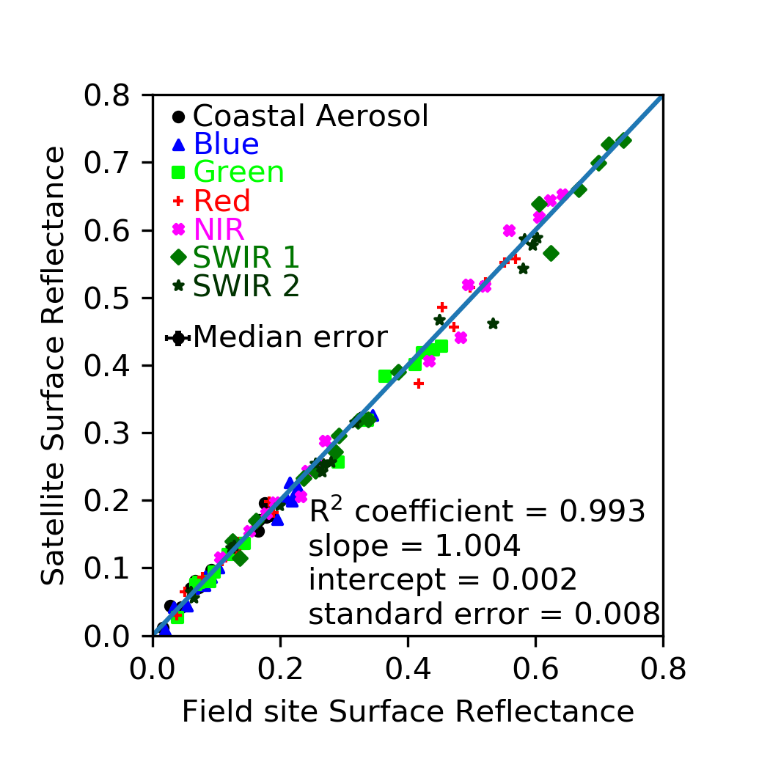 0.8
0.7
0.6
0.5
0.4
0.3
0.2
0.1
0.0
Satellite Surface Reflectance
Coastal Aerosol
Blue
Green
Red
NIR
SWIR 1
SWIR 2
Median error
R² coefficient = 0.993
slope = 1.004
intercept = 0.002
standard error = 0.008
0.0 0.2 0.4 0.6 0.8
Field site Surface Reflectance